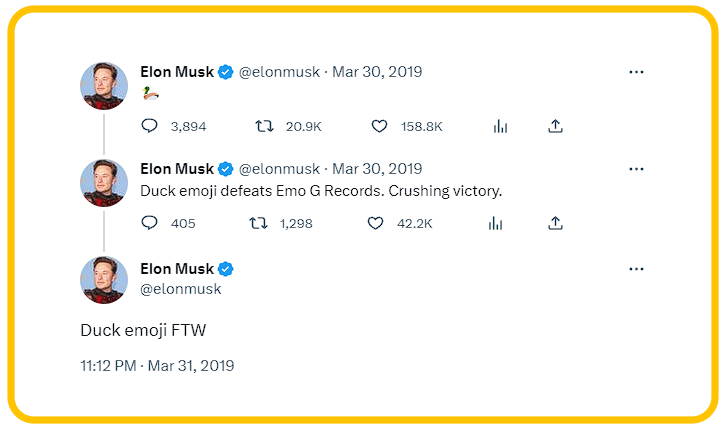 Elon Musk @elonmusk · Mar 30, 2019
🦆
3,894 20.9K 158.8K
Elon Musk @elonmusk · Mar 30, 2019
Duck emoji defeats Emo G Records. Crushing victory.
405 1,298 42.2K
Elon Musk
@elonmusk
Duck emoji FTW
11:12 PM · Mar 31, 2019